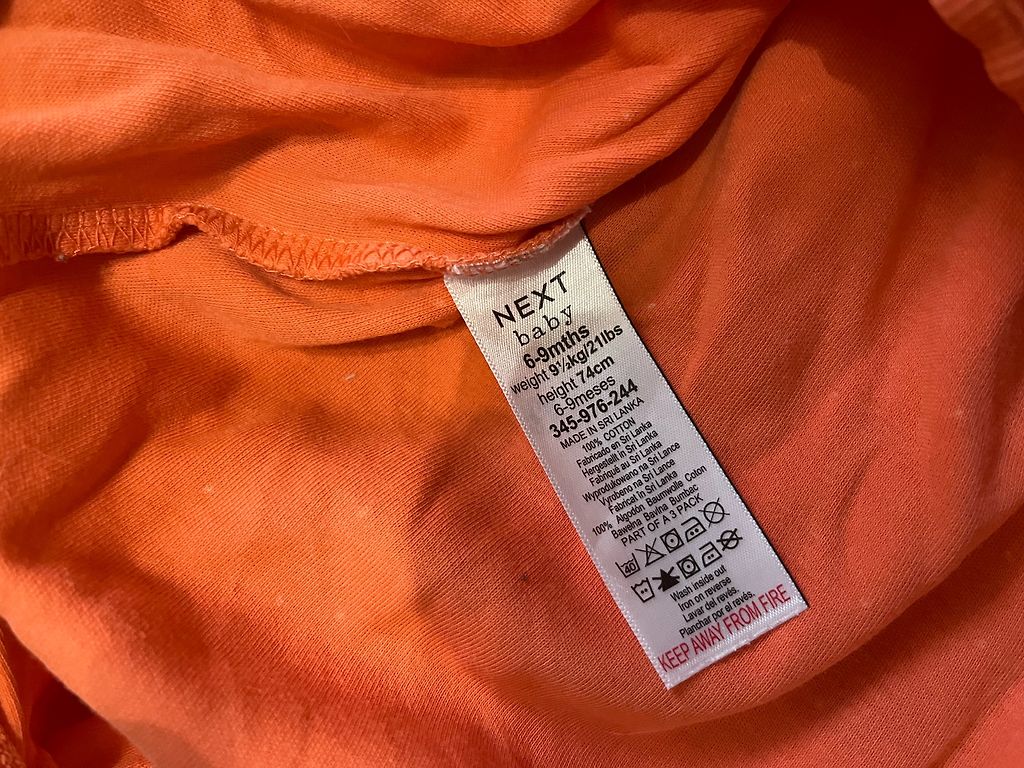 NEXT
baby
6-9mths
weight 9½kg/21lbs
height 74cm
6-9meses
345-976-244
MADE IN SRI LANKA
100% COTTON
Fabricado en Sri Lanka
Hergestellt in Sri Lanka
Fabriqué au Sri Lanka
Wyprodukowano na Sri Lance
Vyrobeno na Sri Lance
Fabricat in Sri Lanka
100% Algodón Baumwolle Coton
Bawełna Bavlna Bumbac
PART OF A 3 PACK
40
Wash inside out
Iron on reverse
Lavar del revés.
Planchar por el revés.
KEEP AWAY FROM FIRE